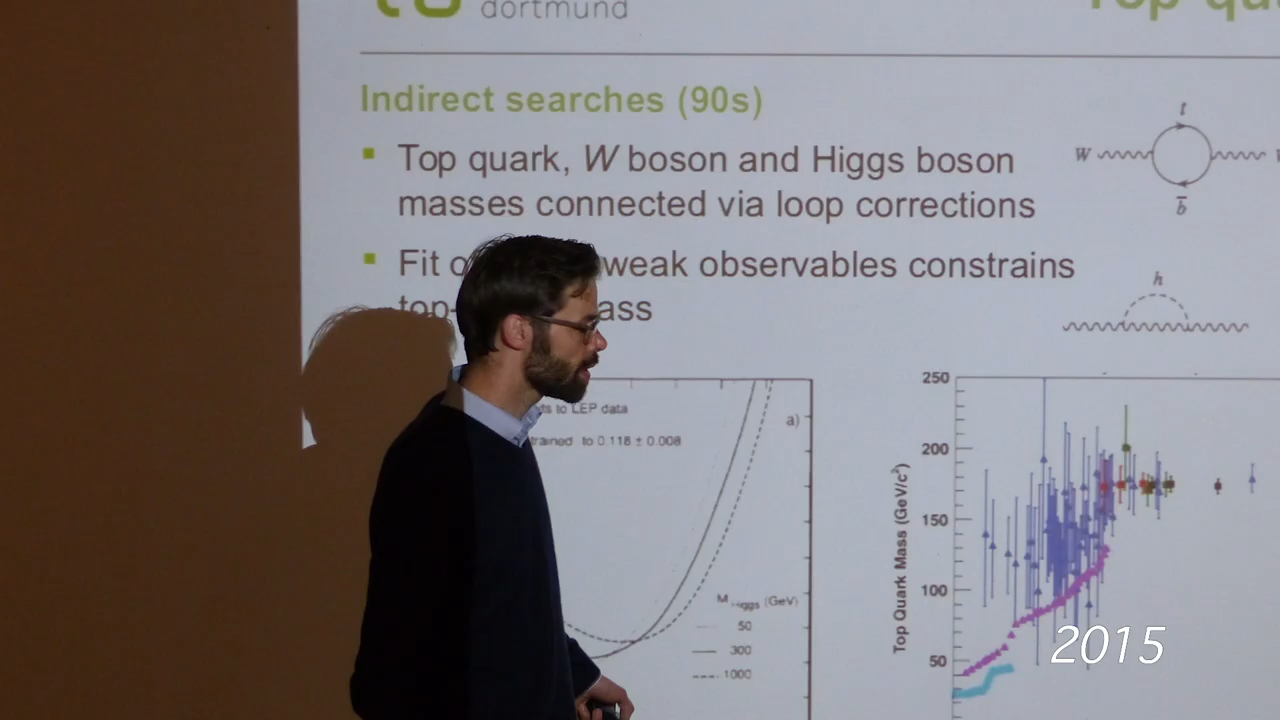 dortmund
Indirect searches (90s)
Top quark, W boson and Higgs boson
masses connected via loop corrections
Fit weak observables constrains
top-
t
W
b̄
h
to LEP data
to 0.118 ± 0.008
a)
M Higgs (GeV)
50
300
1000
250
200
150
100
50
Top Quark Mass (GeV/c²)
2015